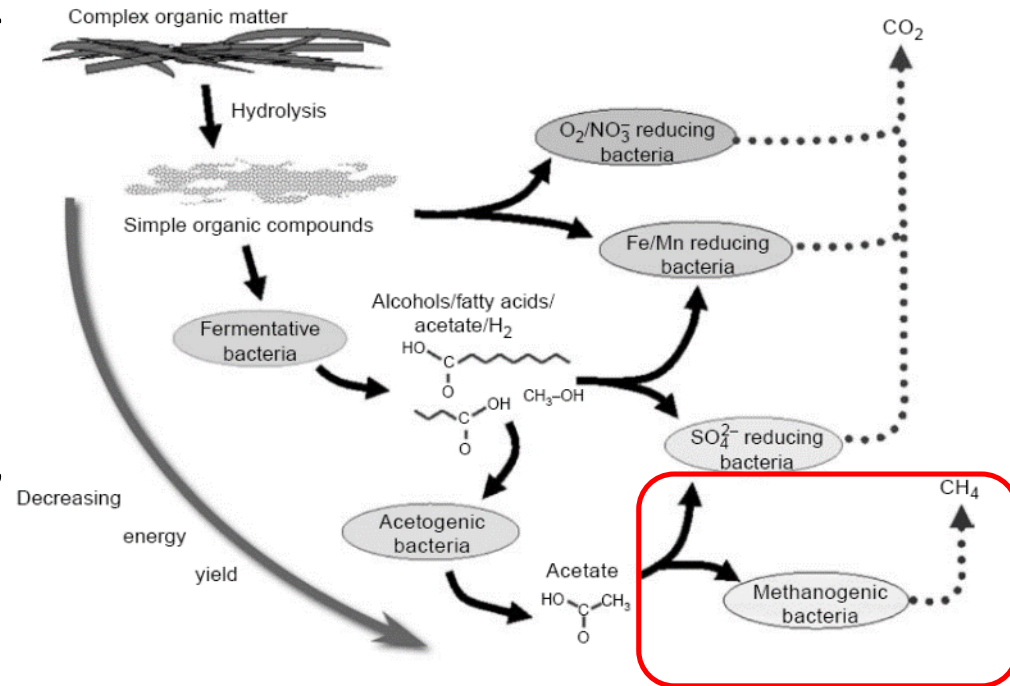 Complex organic matter
CO₂
Hydrolysis
O₂/NO₃⁻ reducing
bacteria
Simple organic compounds
Fe/Mn reducing
bacteria
Alcohols/fatty acids/
acetate/H₂
Fermentative
bacteria
HO
C
O
CH₃–OH
OH
C
O
SO₄²⁻ reducing
bacteria
CH₄
Decreasing
energy
yield
Acetogenic
bacteria
Acetate
HO
C
CH₃
O
Methanogenic
bacteria